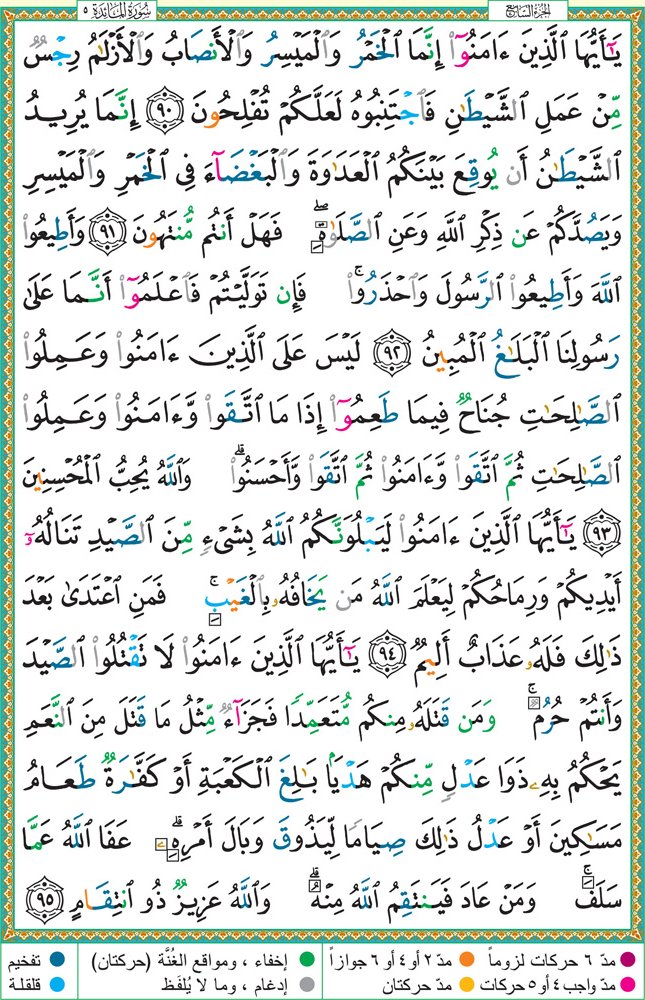 سُورَةُ المَائدة ٥
الجزء السابع
يَٰٓأَيُّهَا ٱلَّذِينَ ءَامَنُوٓا۟ إِنَّمَا ٱلْخَمْرُ وَٱلْمَيْسِرُ وَٱلْأَنصَابُ وَٱلْأَزْلَٰمُ رِجْسٌ
مِّنْ عَمَلِ ٱلشَّيْطَٰنِ فَٱجْتَنِبُوهُ لَعَلَّكُمْ تُفْلِحُونَ ٩٠ إِنَّمَا يُرِيدُ
ٱلشَّيْطَٰنُ أَن يُوقِعَ بَيْنَكُمُ ٱلْعَدَٰوَةَ وَٱلْبَغْضَآءَ فِى ٱلْخَمْرِ وَٱلْمَيْسِرِ
وَيَصُدَّكُمْ عَن ذِكْرِ ٱللَّهِ وَعَنِ ٱلصَّلَوٰةِ ۖ فَهَلْ أَنتُم مُّنتَهُونَ ٩١ وَأَطِيعُوا۟
ٱللَّهَ وَأَطِيعُوا۟ ٱلرَّسُولَ وَٱحْذَرُوا۟ ۚ فَإِن تَوَلَّيْتُمْ فَٱعْلَمُوٓا۟ أَنَّمَا عَلَىٰ
رَسُولِنَا ٱلْبَلَٰغُ ٱلْمُبِينُ ٩٢ لَيْسَ عَلَى ٱلَّذِينَ ءَامَنُوا۟ وَعَمِلُوا۟
ٱلصَّٰلِحَٰتِ جُنَاحٌ فِيمَا طَعِمُوٓا۟ إِذَا مَا ٱتَّقَوا۟ وَّءَامَنُوا۟ وَعَمِلُوا۟
ٱلصَّٰلِحَٰتِ ثُمَّ ٱتَّقَوا۟ وَّءَامَنُوا۟ ثُمَّ ٱتَّقَوا۟ وَّأَحْسَنُوا۟ ۗ وَٱللَّهُ يُحِبُّ ٱلْمُحْسِنِينَ
٩٣ يَٰٓأَيُّهَا ٱلَّذِينَ ءَامَنُوا۟ لَيَبْلُوَنَّكُمُ ٱللَّهُ بِشَىْءٍ مِّنَ ٱلصَّيْدِ تَنَالُهُۥٓ
أَيْدِيكُمْ وَرِمَاحُكُمْ لِيَعْلَمَ ٱللَّهُ مَن يَخَافُهُۥ بِٱلْغَيْبِ ۚ فَمَنِ ٱعْتَدَىٰ بَعْدَ
ذَٰلِكَ فَلَهُۥ عَذَابٌ أَلِيمٌ ٩٤ يَٰٓأَيُّهَا ٱلَّذِينَ ءَامَنُوا۟ لَا تَقْتُلُوا۟ ٱلصَّيْدَ
وَأَنتُمْ حُرُمٌ ۚ وَمَن قَتَلَهُۥ مِنكُم مُّتَعَمِّدًا فَجَزَآءٌ مِّثْلُ مَا قَتَلَ مِنَ ٱلنَّعَمِ
يَحْكُمُ بِهِۦ ذَوَا عَدْلٍ مِّنكُمْ هَدْيًۢا بَٰلِغَ ٱلْكَعْبَةِ أَوْ كَفَّٰرَةٌ طَعَامُ
مَسَٰكِينَ أَوْ عَدْلُ ذَٰلِكَ صِيَامًا لِّيَذُوقَ وَبَالَ أَمْرِهِۦ ۗ عَفَا ٱللَّهُ عَمَّا
سَلَفَ ۚ وَمَنْ عَادَ فَيَنتَقِمُ ٱللَّهُ مِنْهُ ۗ وَٱللَّهُ عَزِيزٌ ذُو ٱنتِقَامٍ ٩٥
مدّ ٦ حركات لزوماً
مدّ ٢ أو ٤ أو ٦ جوازاً
إخفاء ، ومواقع الغُنَّة (حركتان)
تفخيم
مدّ واجب ٤ أو ٥ حركات
مدّ حركتان
إدغام ، وما لا يُلفَظ
قلقلة